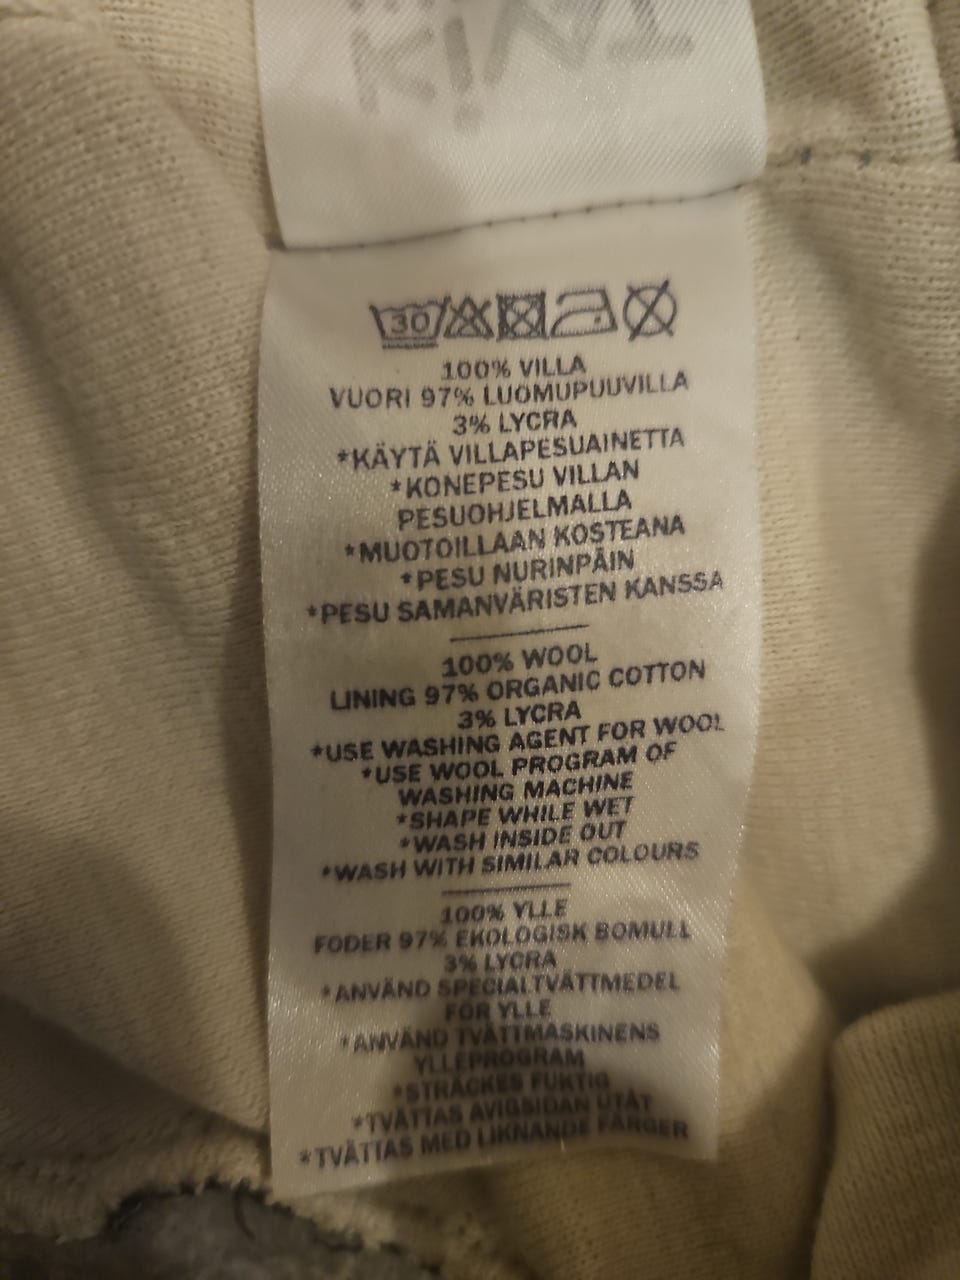 30
100% VILLA
VUORI 97% LUOMUPUUVILLA
3% LYCRA
*KÄYTÄ VILLAPESUAINETTA
*KONEPESU VILLAN
PESUOHJELMALLA
*MUOTOILLAAN KOSTEANA
*PESU NURINPÄIN
*PESU SAMANVÄRISTEN KANSSA
100% WOOL
LINING 97% ORGANIC COTTON
3% LYCRA
*USE WASHING AGENT FOR WOOL
*USE WOOL PROGRAM OF
WASHING MACHINE
*SHAPE WHILE WET
*WASH INSIDE OUT
*WASH WITH SIMILAR COLOURS
100% YLLE
FODER 97% EKOLOGISK BOMULL
3% LYCRA
*ANVÄND SPECIALTVÄTTMEDEL
FÖR YLLE
*ANVÄND TVÄTTMASKINENS
YLLEPROGRAM
*STRÄCKES FUKTIG
*TVÄTTAS AVIGSIDAN UTÅT
*TVÄTTAS MED LIKNANDE FÄRGER